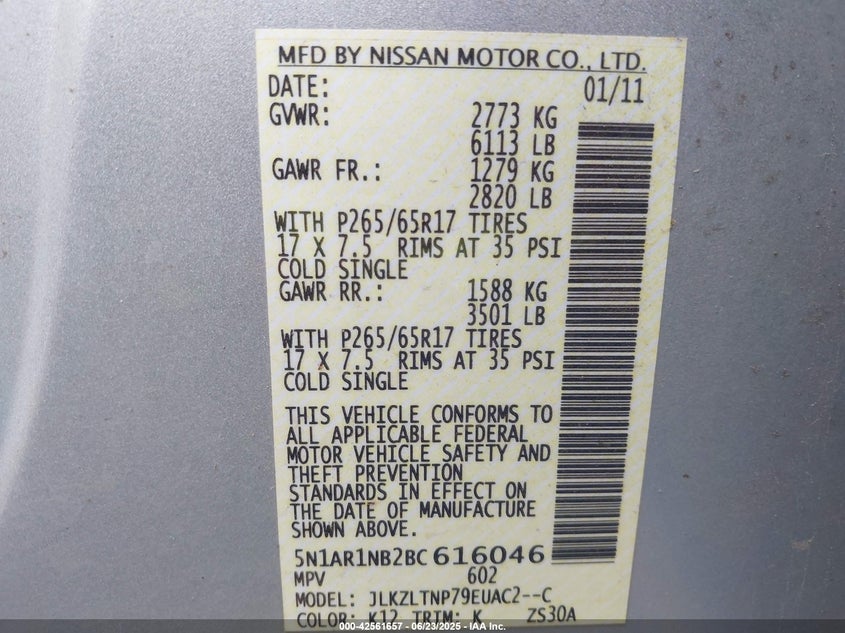 MFD BY NISSAN MOTOR CO., LTD.
DATE: 01/11
GVWR: 2773 KG
6113 LB
GAWR FR.: 1279 KG
2820 LB
WITH P265/65R17 TIRES
17 X 7.5 RIMS AT 35 PSI
COLD SINGLE
GAWR RR.: 1588 KG
3501 LB
WITH P265/65R17 TIRES
17 X 7.5 RIMS AT 35 PSI
COLD SINGLE
THIS VEHICLE CONFORMS TO
ALL APPLICABLE FEDERAL
MOTOR VEHICLE SAFETY AND
THEFT PREVENTION
STANDARDS IN EFFECT ON
THE DATE OF MANUFACTURE
SHOWN ABOVE.
5N1AR1NB2BC616046
MPV 602
MODEL: JLKZLTNP79EUAC2--C
COLOR: K12 TRIM: K ZS30A
000-42561657 - 06/23/2025 - IAA Inc.